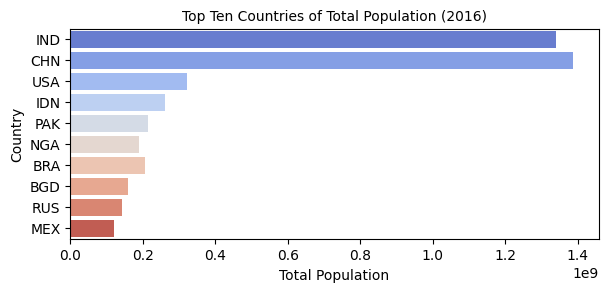 Top Ten Countries of Total Population (2016)
Country
IND
CHN
USA
IDN
PAK
NGA
BRA
BGD
RUS
MEX
0.0 0.2 0.4 0.6 0.8 1.0 1.2 1.4
1e9
Total Population